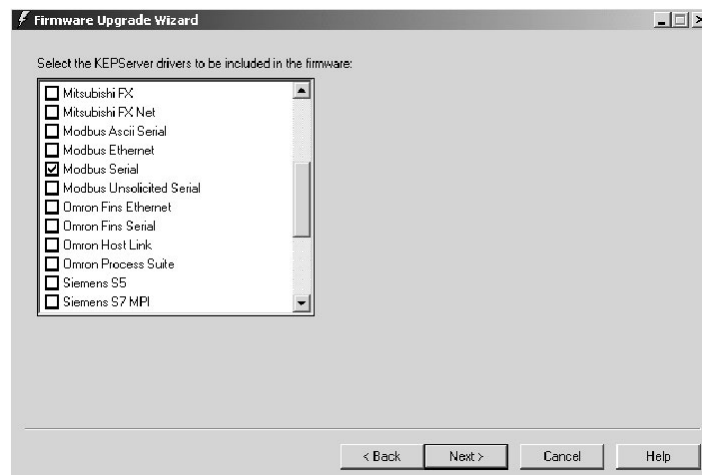 Firmware Upgrade Wizard
Select the KEPServer drivers to be included in the firmware:
Mitsubishi FX
Mitsubishi FX Net
Modbus Ascii Serial
Modbus Ethernet
Modbus Serial
Modbus Unsolicited Serial
Omron Fins Ethernet
Omron Fins Serial
Omron Host Link
Omron Process Suite
Siemens S5
Siemens S7 MPI
< Back Next > Cancel Help